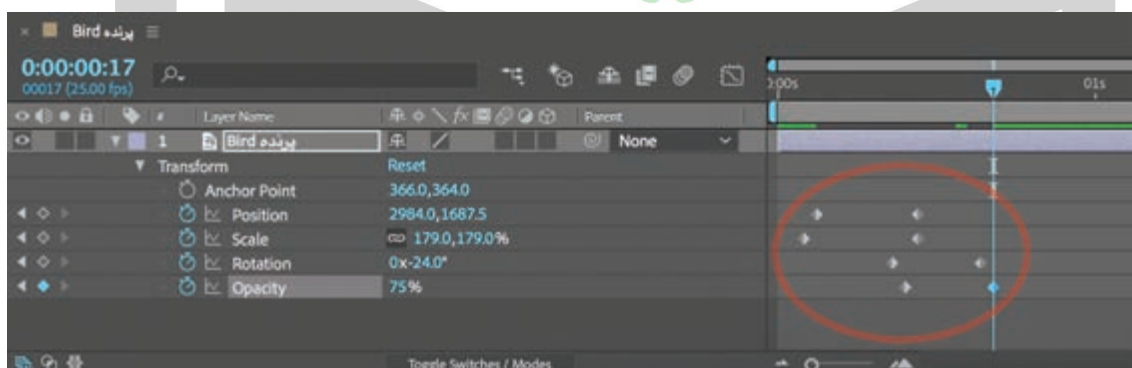 Bird پرنده
0:00:00:17
00017 (25.00 fps)
:00s 01s
# Layer Name fx Parent
1 Bird پرنده None
Transform Reset
Anchor Point 366.0,364.0
Position 2984.0,1687.5
Scale 179.0,179.0%
Rotation 0x-24.0°
Opacity 75%
Toggle Switches / Modes